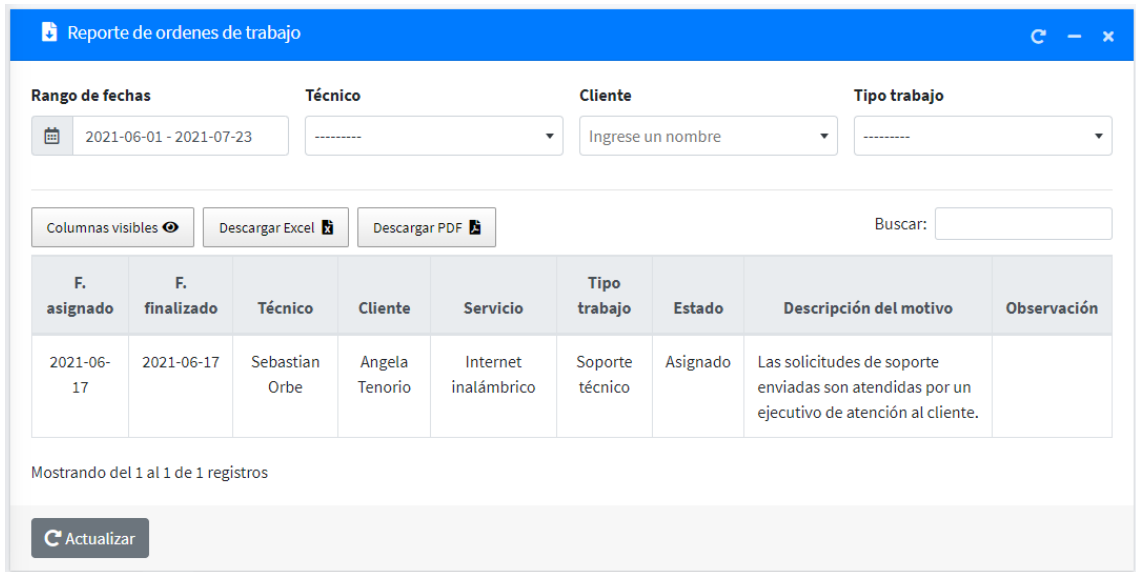 Reporte de ordenes de trabajo
Rango de fechas
Técnico
Cliente
Tipo trabajo
2021-06-01 - 2021-07-23
---------
Ingrese un nombre
---------
Columnas visibles
Descargar Excel
Descargar PDF
Buscar:
F.
asignado
F.
finalizado
Técnico
Cliente
Servicio
Tipo
trabajo
Estado
Descripción del motivo
Observación
2021-06-
17
2021-06-17
Sebastian
Orbe
Angela
Tenorio
Internet
inalámbrico
Soporte
técnico
Asignado
Las solicitudes de soporte
enviadas son atendidas por un
ejecutivo de atención al cliente.
Mostrando del 1 al 1 de 1 registros
Actualizar